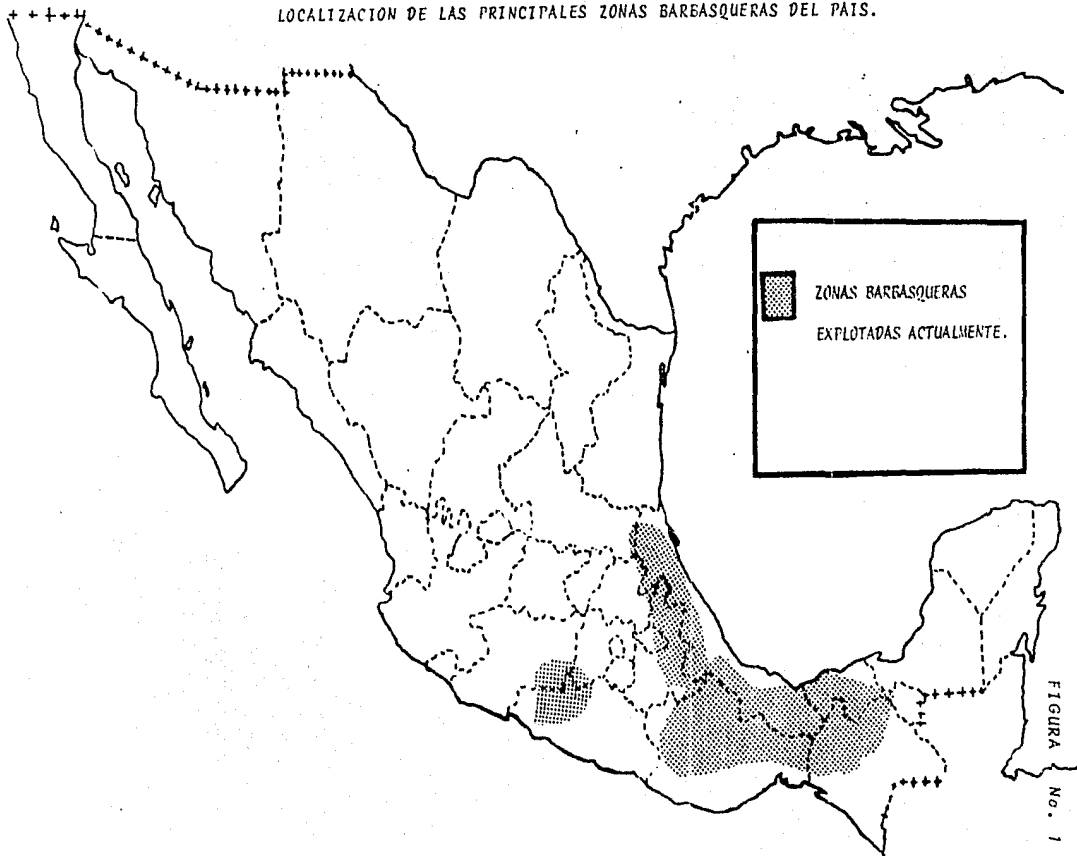 LOCALIZACION DE LAS PRINCIPALES ZONAS BARBASQUERAS DEL PAIS.
ZONAS BARBASQUERAS
EXPLOTADAS ACTUALMENTE.
FIGURA No. 1